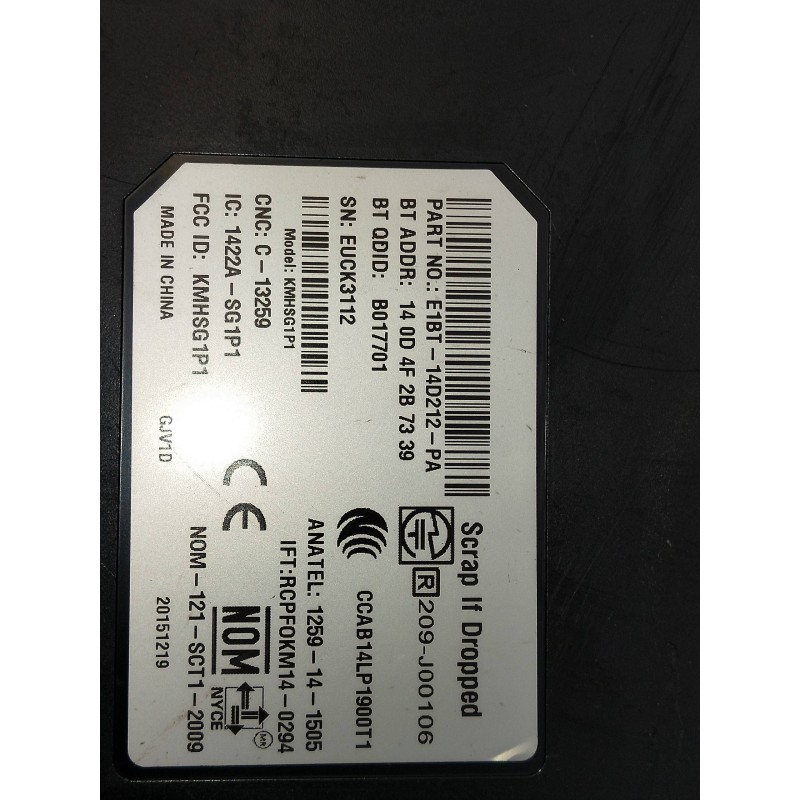 PART NO.: E1BT-14D212-PA
BT ADDR: 14 0D 4F 2B 73 39
BT QDID: B017701
SN: EUCK3112
Model: KMHSG1P1
CNC: C-13259
IC: 1422A-SG1P1
FCC ID: KMHSG1P1
MADE IN CHINA
GJV1D
Scrap If Dropped
R 209-J00106
CCAB14LP1900T1
ANATEL: 1259-14-1505
IFT:RCPFOKM14-0294
CE
NOM
NYCE
MR
NOM-121-SCT1-2009
20151219